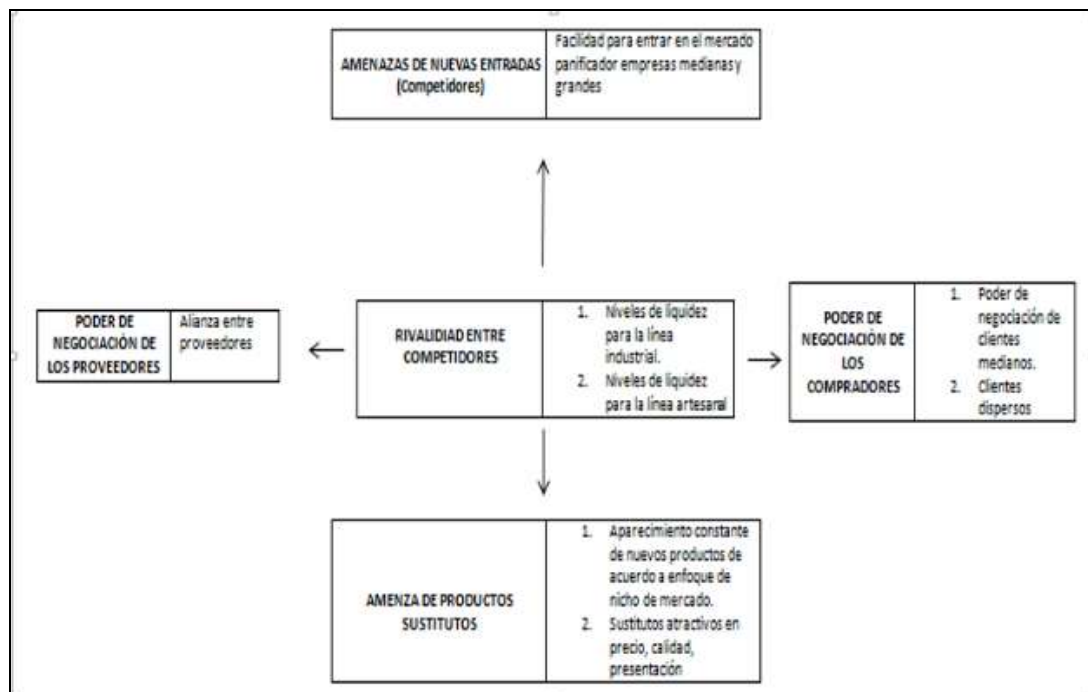 AMENAZAS DE NUEVAS ENTRADAS
(Competidores)
Facilidad para entrar en el mercado
panificador empresas medianas y
grandes
PODER DE
NEGOCIACIÓN DE
LOS PROVEEDORES
Alianza entre
proveedores
RIVALIDIAD ENTRE
COMPETIDORES
1. Niveles de liquidez
para la línea
industrial.
2. Niveles de liquidez
para la línea artesanal
PODER DE
NEGOCIACIÓN DE
LOS
COMPRADORES
1. Poder de
negociación de
clientes
medianos.
2. Clientes
dispersos
AMENZA DE PRODUCTOS
SUSTITUTOS
1. Aparecimiento constante
de nuevos productos de
acuerdo a enfoque de
nicho de mercado.
2. Sustitutos atractivos en
precio, calidad,
presentación